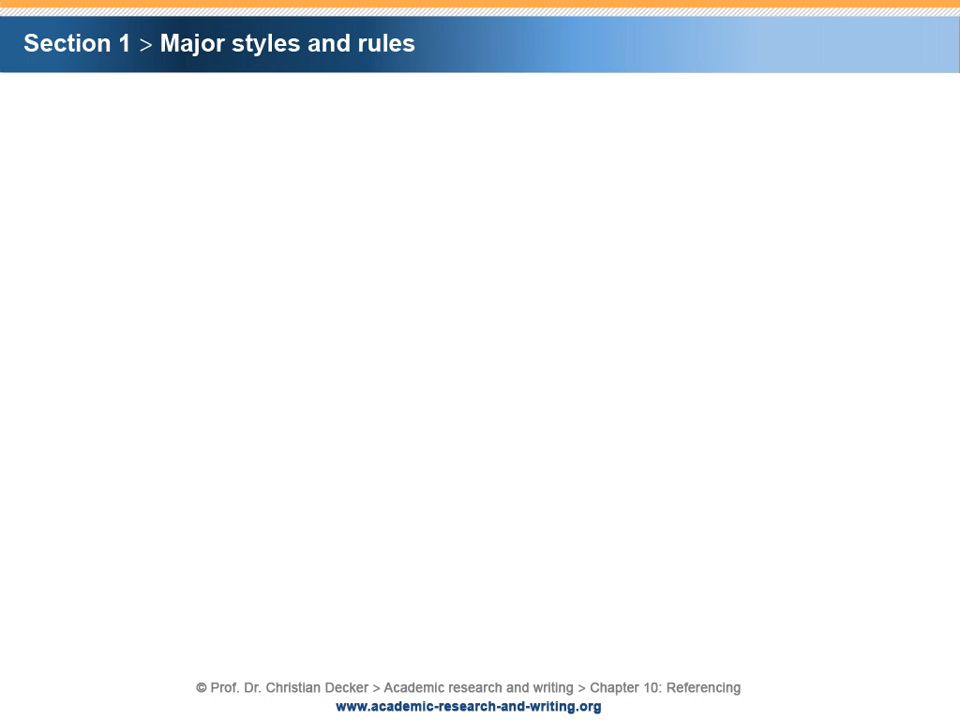 Section 1 > Major styles and rules
© Prof. Dr. Christian Decker > Academic research and writing > Chapter 10: Referencing
www.academic-research-and-writing.org